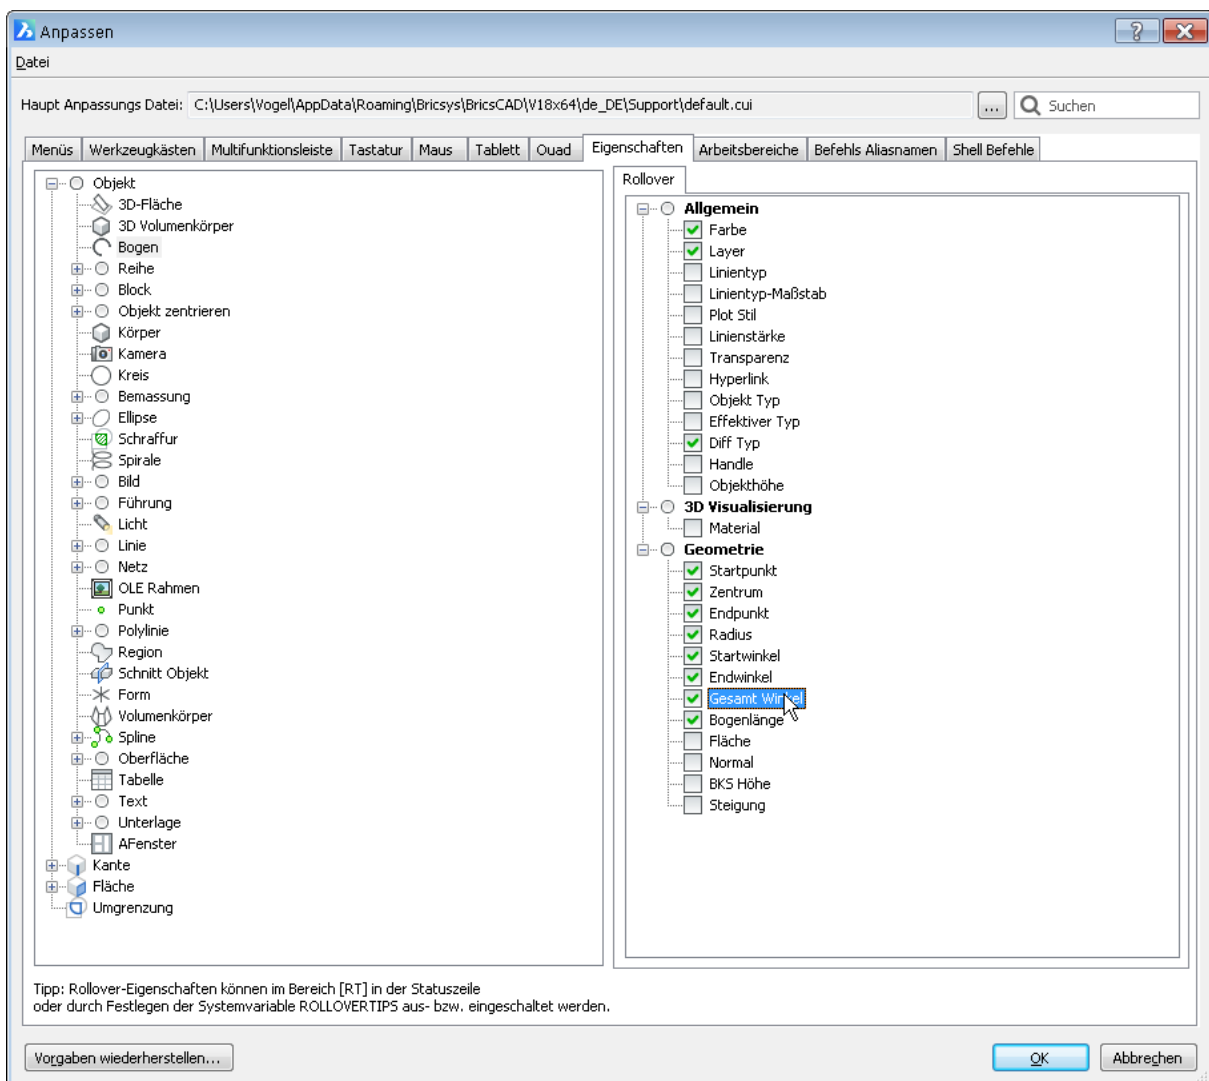 Anpassen
Datei
Haupt Anpassungs Datei: C:\Users\Vogel\AppData\Roaming\Bricsys\BricsCAD\V18x64\de_DE\Support\default.cui ... Suchen
Menüs Werkzeugkästen Multifunktionsleiste Tastatur Maus Tablett Quad Eigenschaften Arbeitsbereiche Befehls Aliasnamen Shell Befehle
Objekt
3D-Fläche
3D Volumenkörper
Bogen
Reihe
Block
Objekt zentrieren
Körper
Kamera
Kreis
Bemassung
Ellipse
Schraffur
Spirale
Bild
Führung
Licht
Linie
Netz
OLE Rahmen
Punkt
Polylinie
Region
Schnitt Objekt
Form
Volumenkörper
Spline
Oberfläche
Tabelle
Text
Unterlage
AFenster
Kante
Fläche
Umgrenzung
Rollover
Allgemein
Farbe
Layer
Linientyp
Linientyp-Maßstab
Plot Stil
Linienstärke
Transparenz
Hyperlink
Objekt Typ
Effektiver Typ
Diff Typ
Handle
Objekthöhe
3D Visualisierung
Material
Geometrie
Startpunkt
Zentrum
Endpunkt
Radius
Startwinkel
Endwinkel
Gesamt Winkel
Bogenlänge
Fläche
Normal
BKS Höhe
Steigung
Tipp: Rollover-Eigenschaften können im Bereich [RT] in der Statuszeile
oder durch Festlegen der Systemvariable ROLLOVERTIPS aus- bzw. eingeschaltet werden.
Vorgaben wiederherstellen... OK Abbrechen